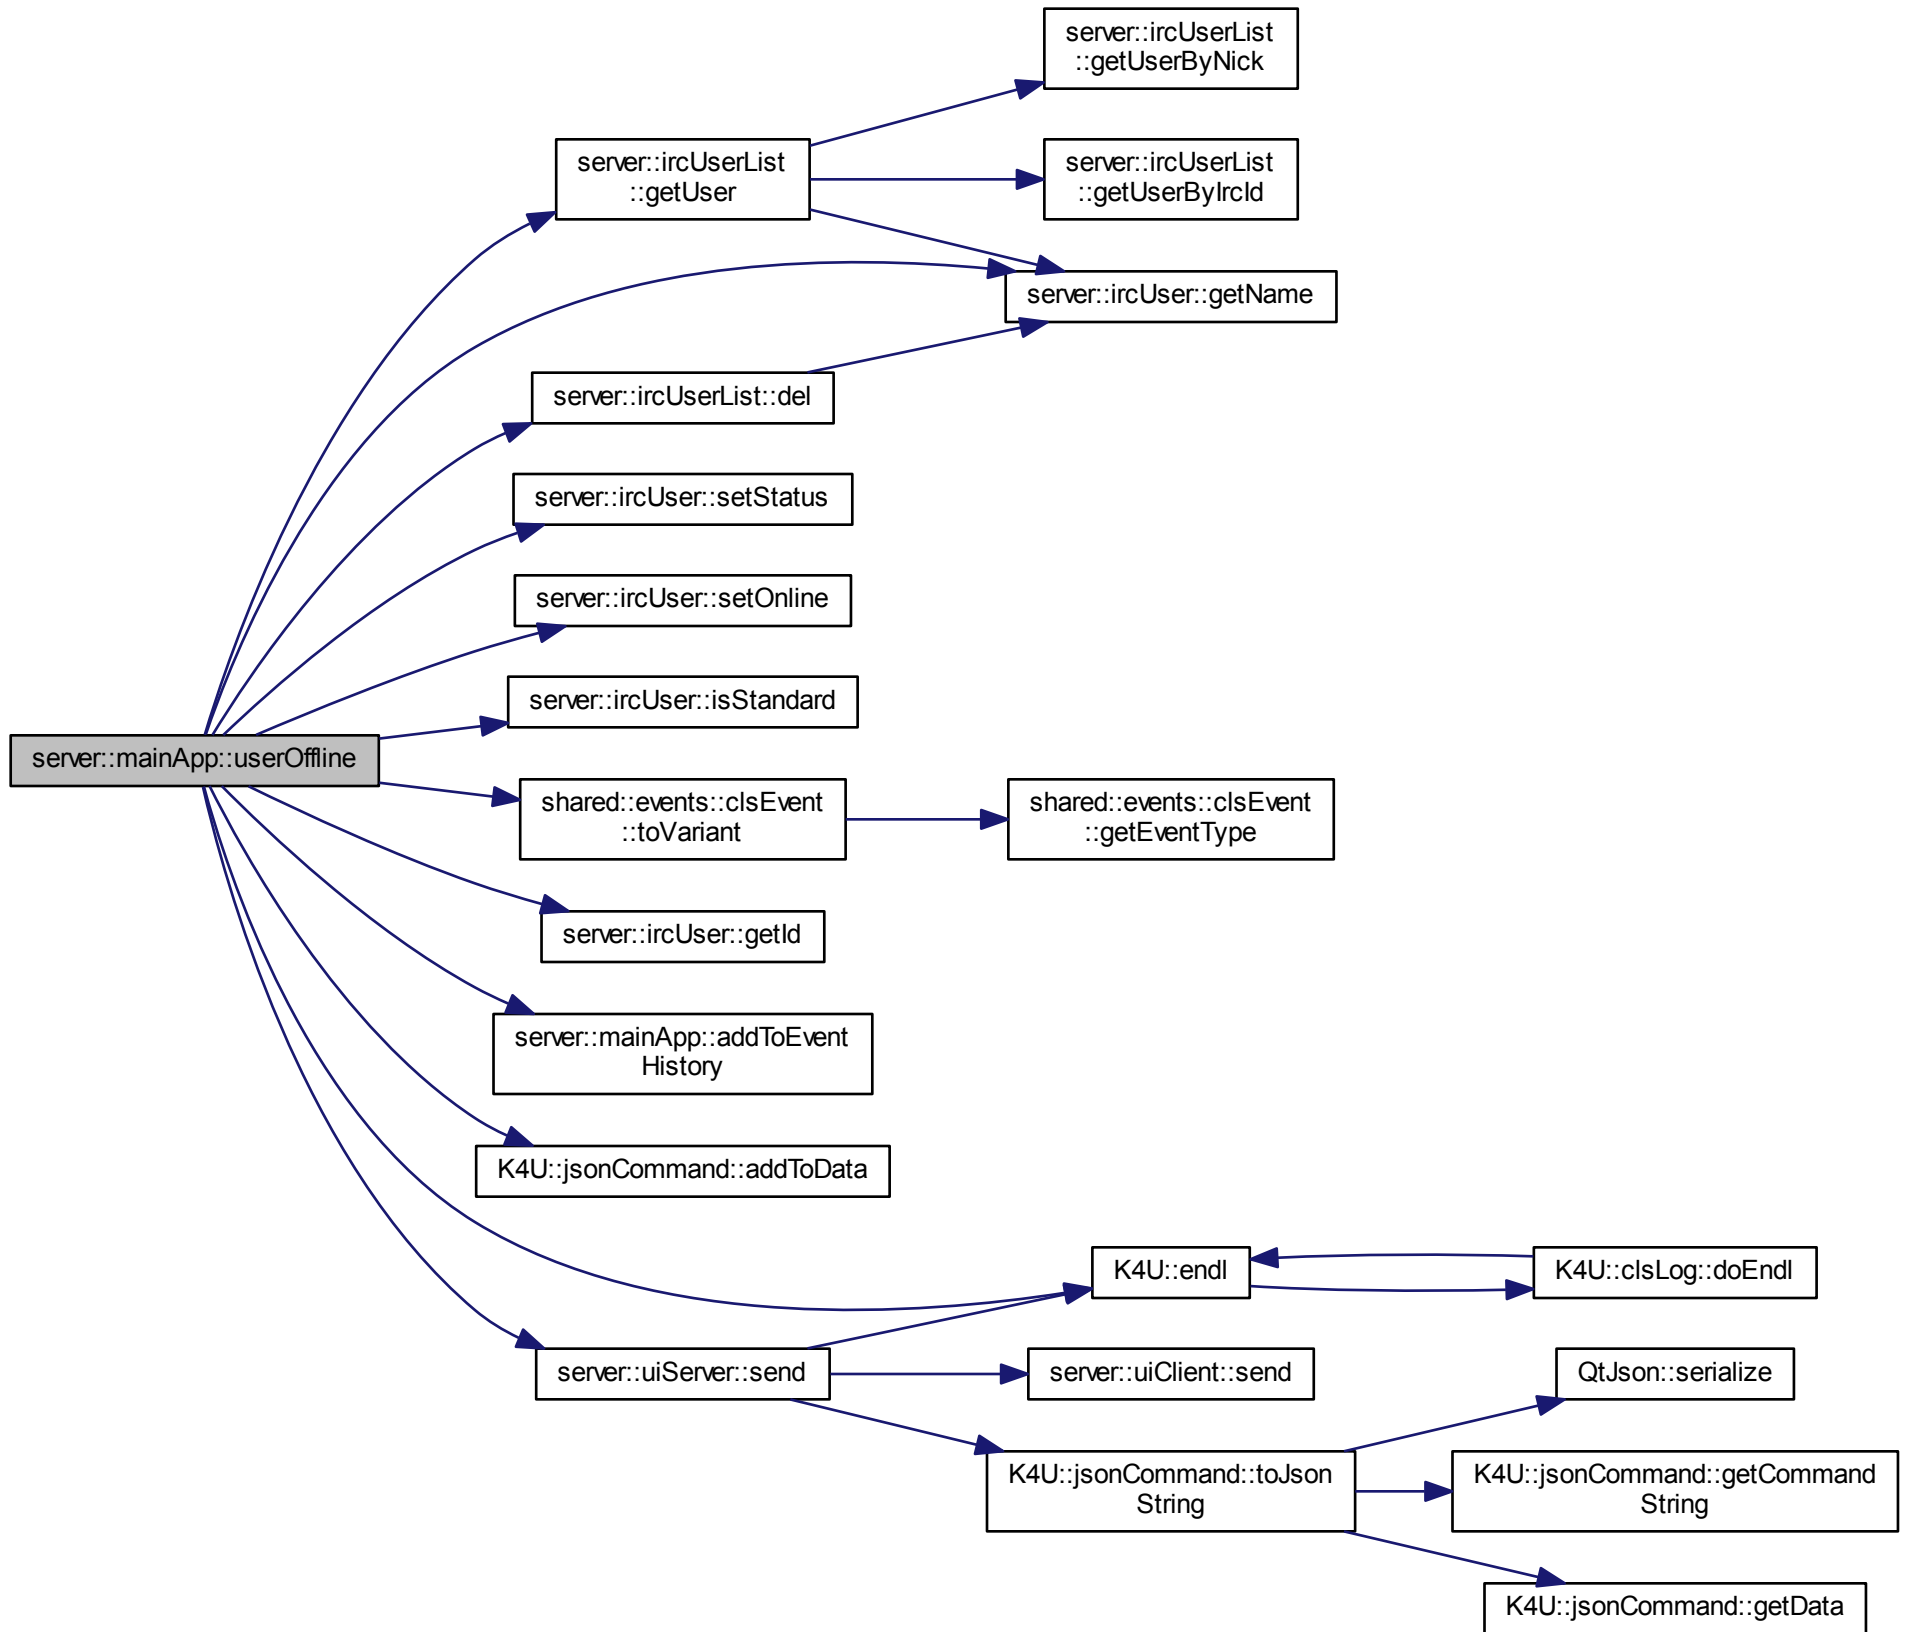 server::ircUserList
::getUserByNick
server::ircUserList
::getUser
server::ircUserList
::getUserByIrcId
server::ircUser::getName
server::ircUserList::del
server::ircUser::setStatus
server::ircUser::setOnline
server::ircUser::isStandard
server::mainApp::userOffline
shared::events::clsEvent
::toVariant
shared::events::clsEvent
::getEventType
server::ircUser::getId
server::mainApp::addToEvent
History
K4U::jsonCommand::addToData
K4U::endl
K4U::clsLog::doEndl
server::uiServer::send
server::uiClient::send
QtJson::serialize
K4U::jsonCommand::toJson
String
K4U::jsonCommand::getCommand
String
K4U::jsonCommand::getData